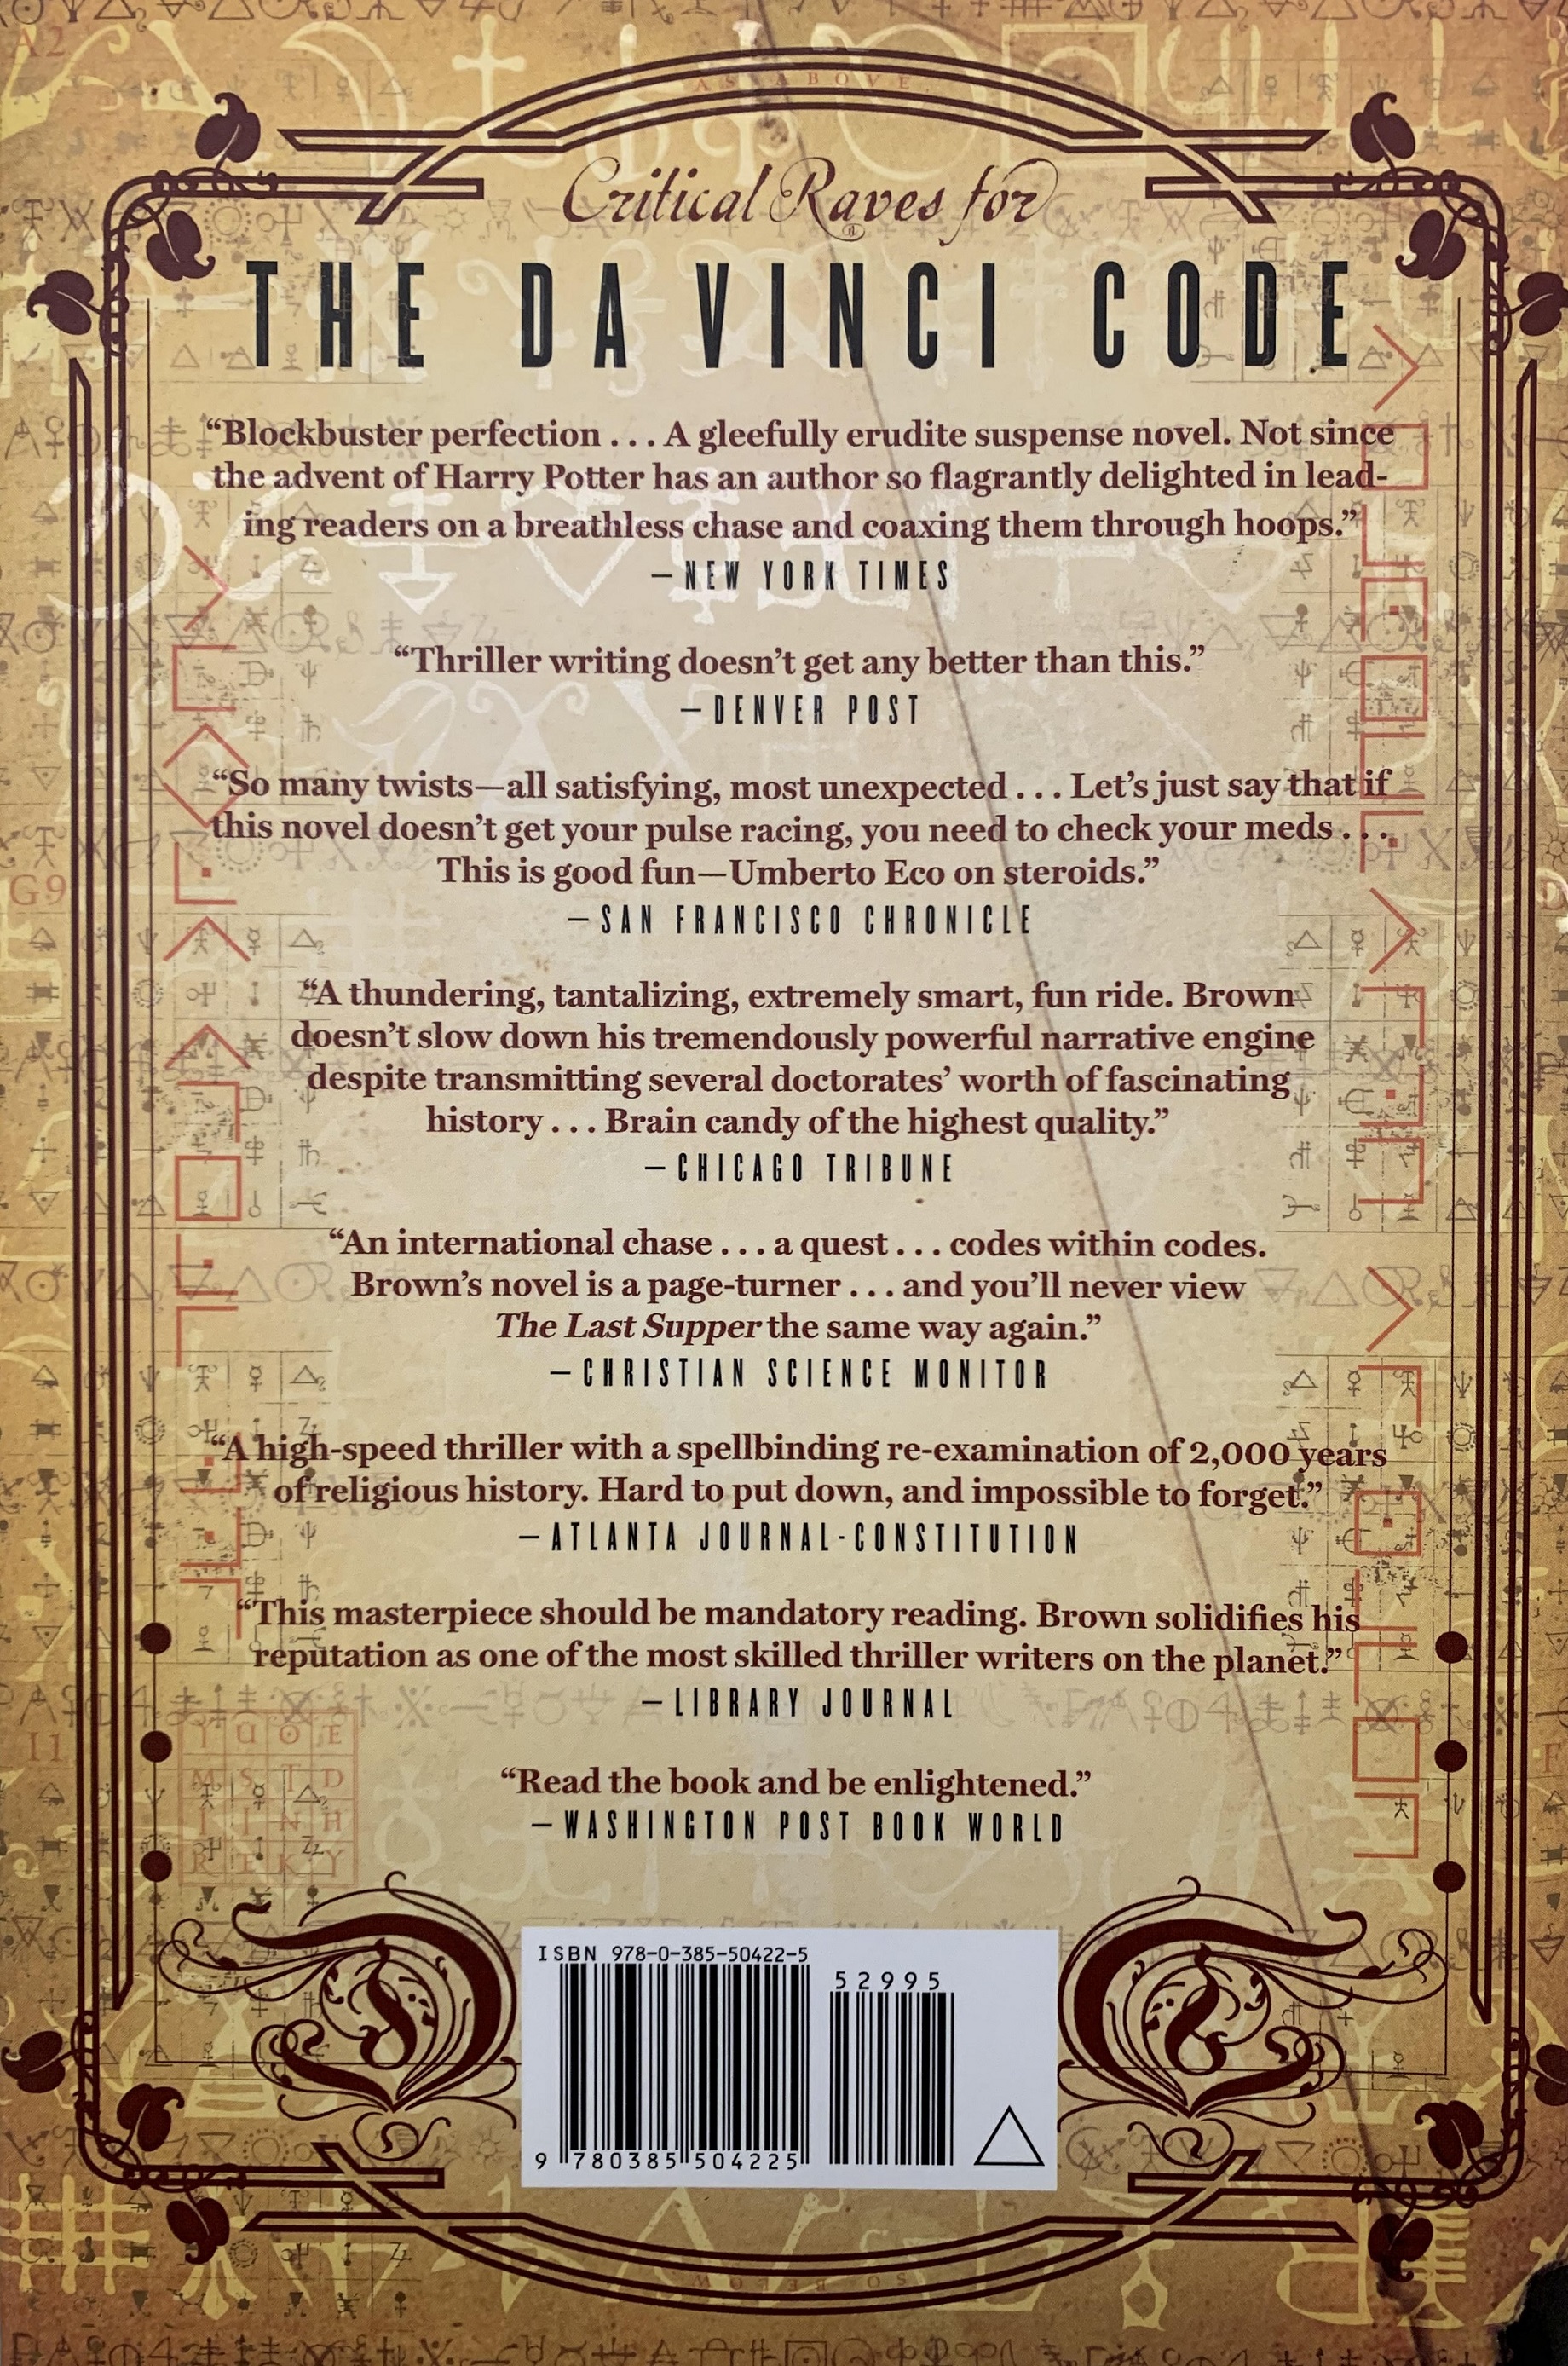 A2
AS ABOVE,
Critical Raves for
THE DA VINCI CODE
“Blockbuster perfection . . . A gleefully erudite suspense novel. Not since
the advent of Harry Potter has an author so flagrantly delighted in lead-
ing readers on a breathless chase and coaxing them through hoops.”
—NEW YORK TIMES
“Thriller writing doesn’t get any better than this.”
—DENVER POST
“So many twists—all satisfying, most unexpected . . . Let’s just say that if
this novel doesn’t get your pulse racing, you need to check your meds . . .
This is good fun—Umberto Eco on steroids.”
—SAN FRANCISCO CHRONICLE
G9
“A thundering, tantalizing, extremely smart, fun ride. Brown
doesn’t slow down his tremendously powerful narrative engine
despite transmitting several doctorates’ worth of fascinating
history . . . Brain candy of the highest quality.”
—CHICAGO TRIBUNE
“An international chase . . . a quest . . . codes within codes.
Brown’s novel is a page-turner . . . and you’ll never view
The Last Supper the same way again.”
—CHRISTIAN SCIENCE MONITOR
“A high-speed thriller with a spellbinding re-examination of 2,000 years
of religious history. Hard to put down, and impossible to forget.”
—ATLANTA JOURNAL-CONSTITUTION
“This masterpiece should be mandatory reading. Brown solidifies his
reputation as one of the most skilled thriller writers on the planet.”
—LIBRARY JOURNAL
I1
“Read the book and be enlightened.”
—WASHINGTON POST BOOK WORLD
ISBN 978-0-385-50422-5
52995
9 780385 504225
SO BELOW